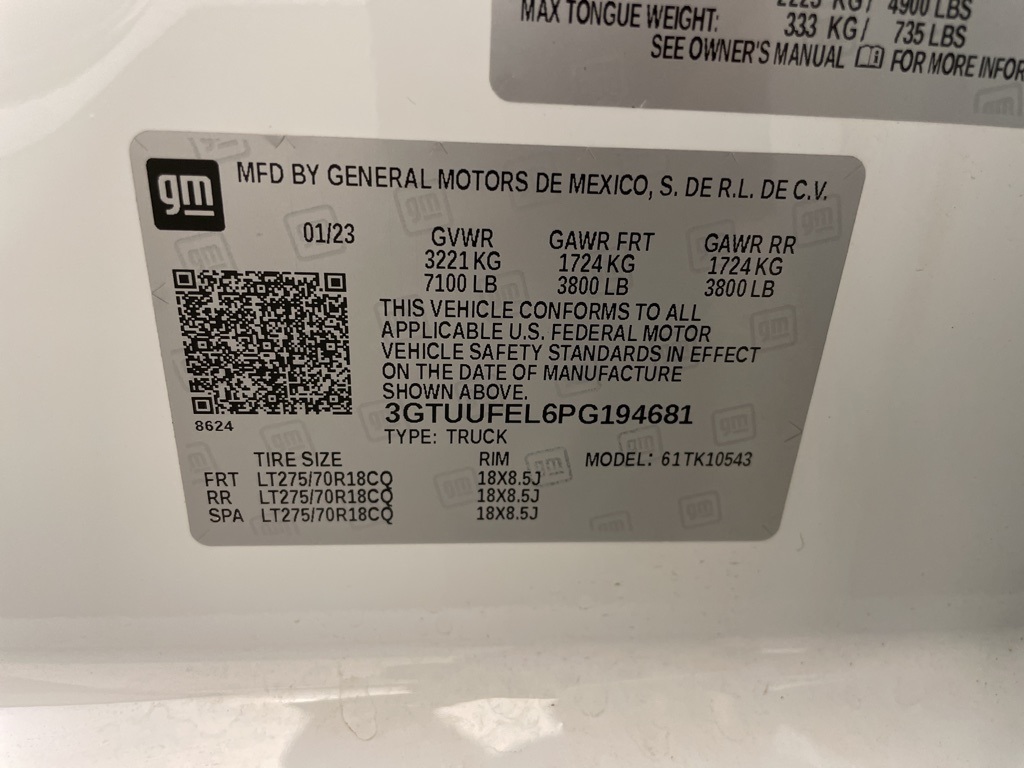 KG/ 4900 LBS
MAX TONGUE WEIGHT: 333 KG/ 735 LBS
SEE OWNER'S MANUAL FOR MORE
gm
MFD BY GENERAL MOTORS DE MEXICO, S. DE R.L. DE C.V.
01/23 GVWR GAWR FRT GAWR RR
3221 KG 1724 KG 1724 KG
7100 LB 3800 LB 3800 LB
THIS VEHICLE CONFORMS TO ALL
APPLICABLE U.S. FEDERAL MOTOR
VEHICLE SAFETY STANDARDS IN EFFECT
ON THE DATE OF MANUFACTURE
SHOWN ABOVE.
8624
3GTUUFEL6PG194681
TYPE: TRUCK
TIRE SIZE RIM MODEL: 61TK10543
FRT LT275/70R18CQ 18X8.5J
RR LT275/70R18CQ 18X8.5J
SPA LT275/70R18CQ 18X8.5J